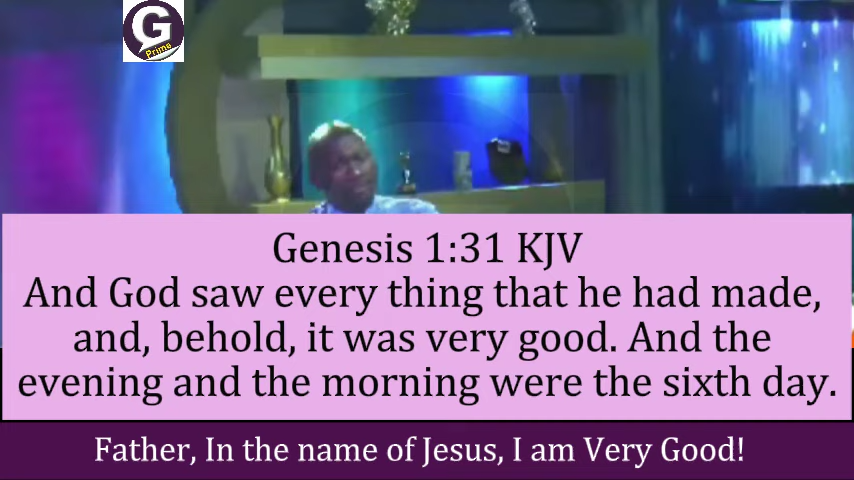 G
Prime
Genesis 1:31 KJV
And God saw every thing that he had made,
and, behold, it was very good. And the
evening and the morning were the sixth day.
Father, In the name of Jesus, I am Very Good!